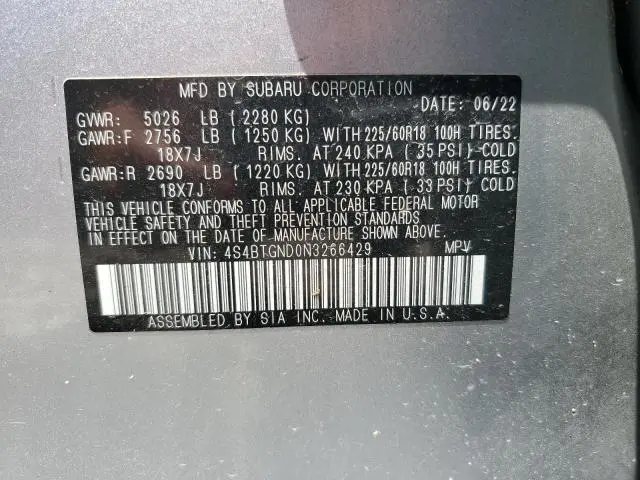 MFD BY SUBARU CORPORATION
DATE: 06/22
GVWR: 5026 LB (2280 KG)
GAWR:F 2756 LB (1250 KG) WITH 225/60R18 100H TIRES.
18X7J RIMS. AT 240 KPA (35 PSI) COLD
GAWR:R 2690 LB (1220 KG) WITH 225/60R18 100H TIRES.
18X7J RIMS. AT 230 KPA (33 PSI) COLD
THIS VEHICLE CONFORMS TO ALL APPLICABLE FEDERAL MOTOR
VEHICLE SAFETY AND THEFT PREVENTION STANDARDS
IN EFFECT ON THE DATE OF MANUFACTURE SHOWN ABOVE.
VIN: 4S4BTGND0N3266429 MPV
ASSEMBLED BY SIA INC. MADE IN U.S.A.